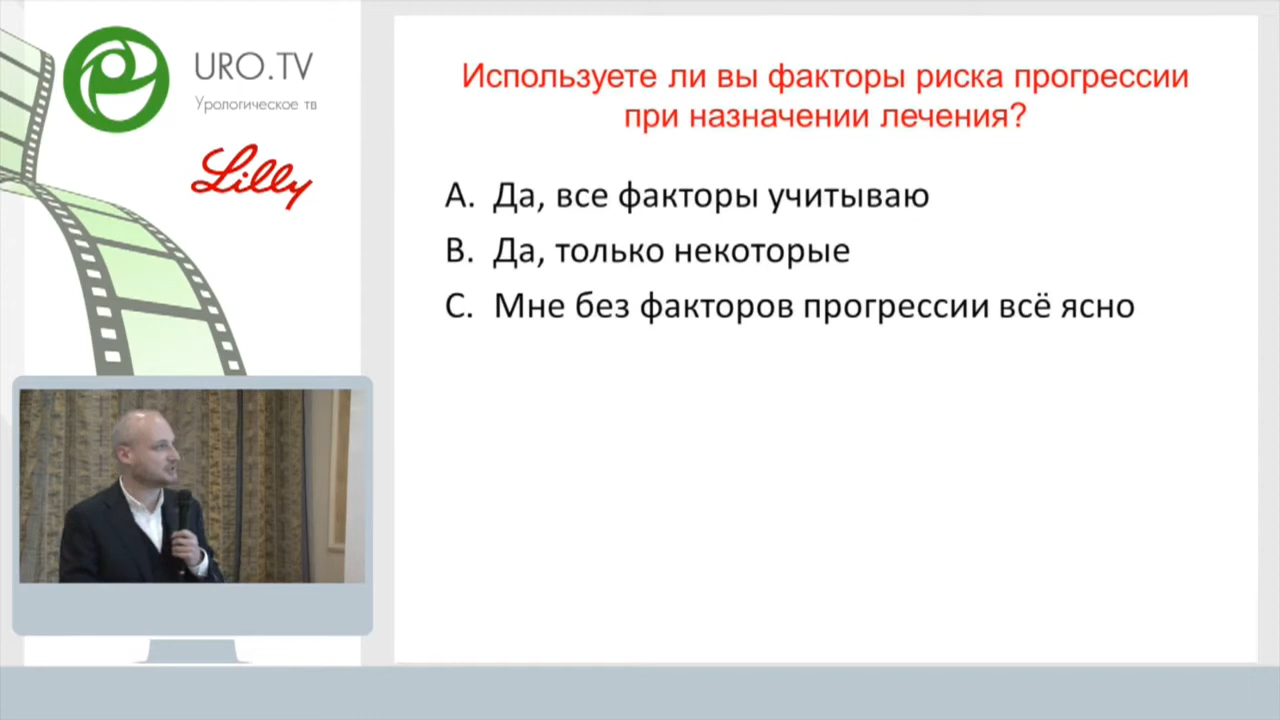 URO.TV
Урологическое тв
Lilly
Используете ли вы факторы риска прогрессии
при назначении лечения?
A. Да, все факторы учитываю
B. Да, только некоторые
C. Мне без факторов прогрессии всё ясно